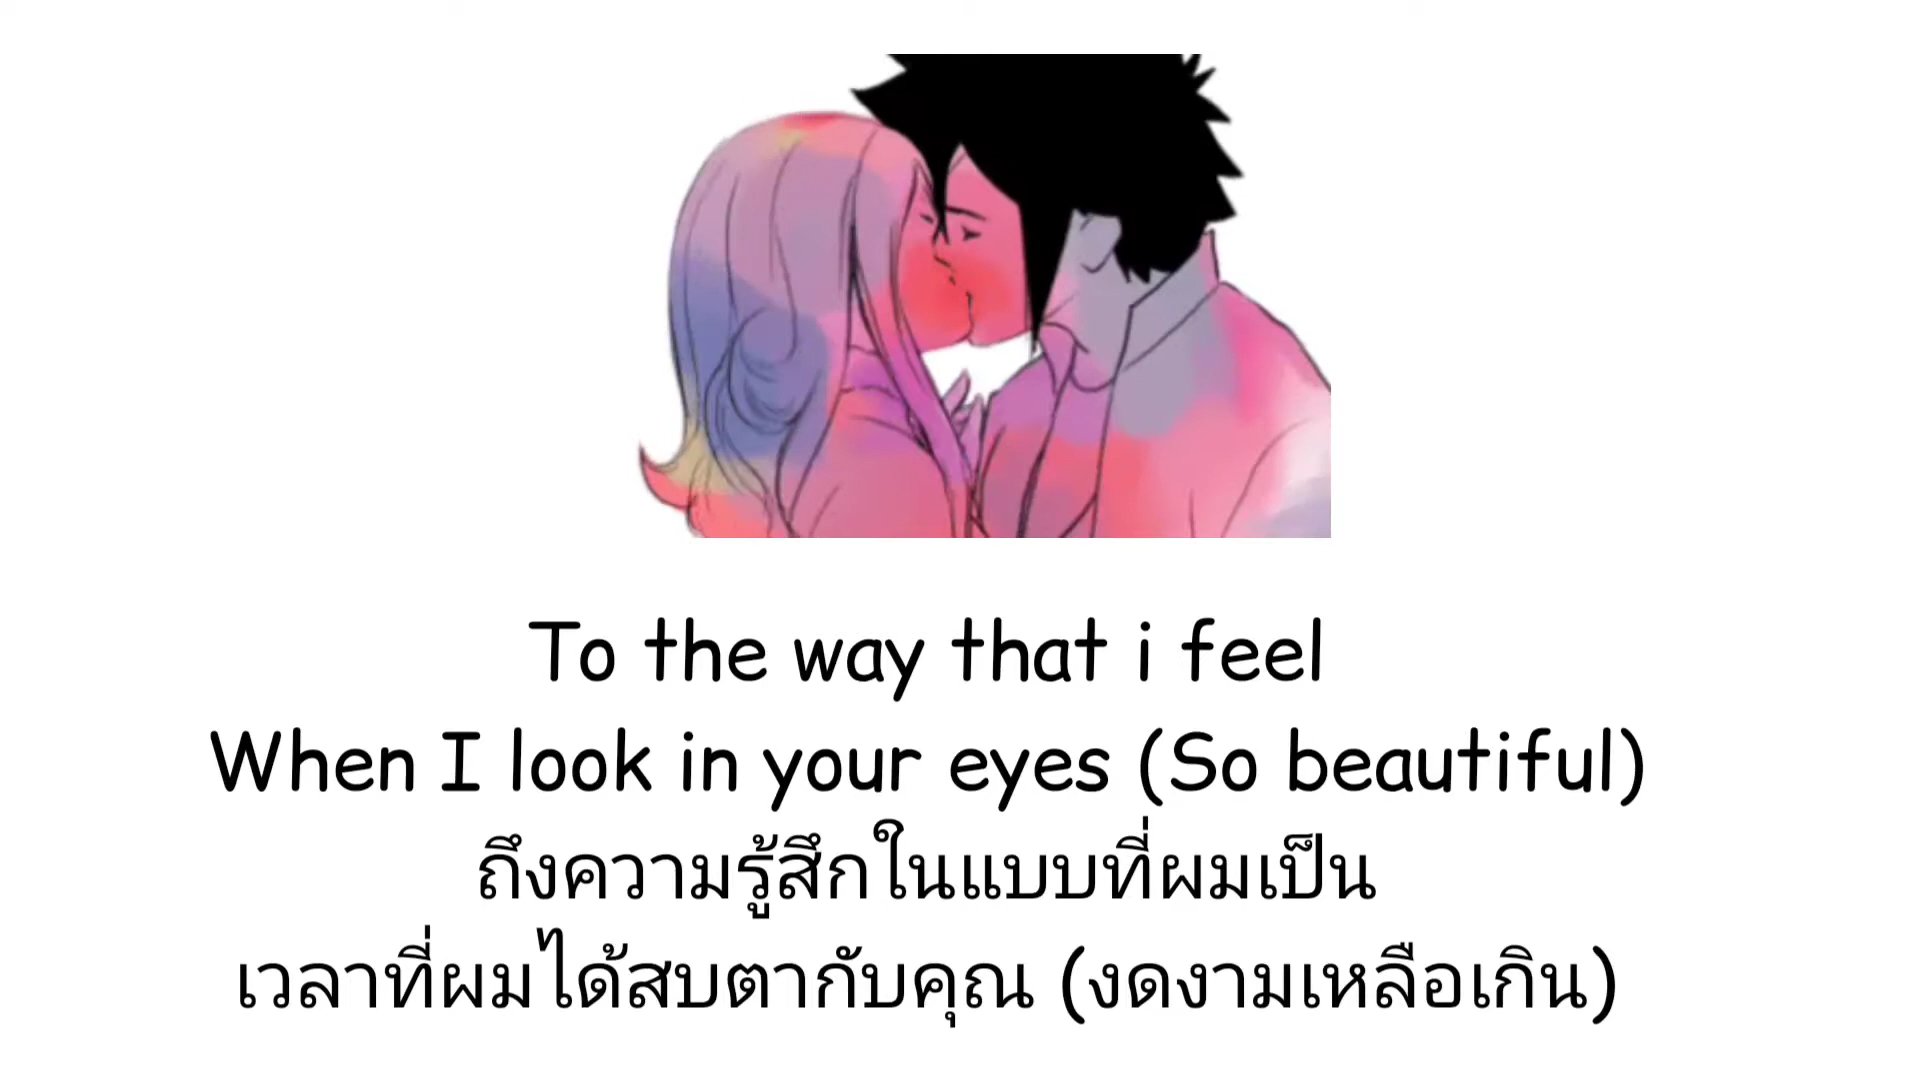 To the way that i feel
When I look in your eyes (So beautiful)
ถึงความรู้สึกในแบบที่ผมเป็น
เวลาที่ผมได้สบตากับคุณ (งดงามเหลือเกิน)